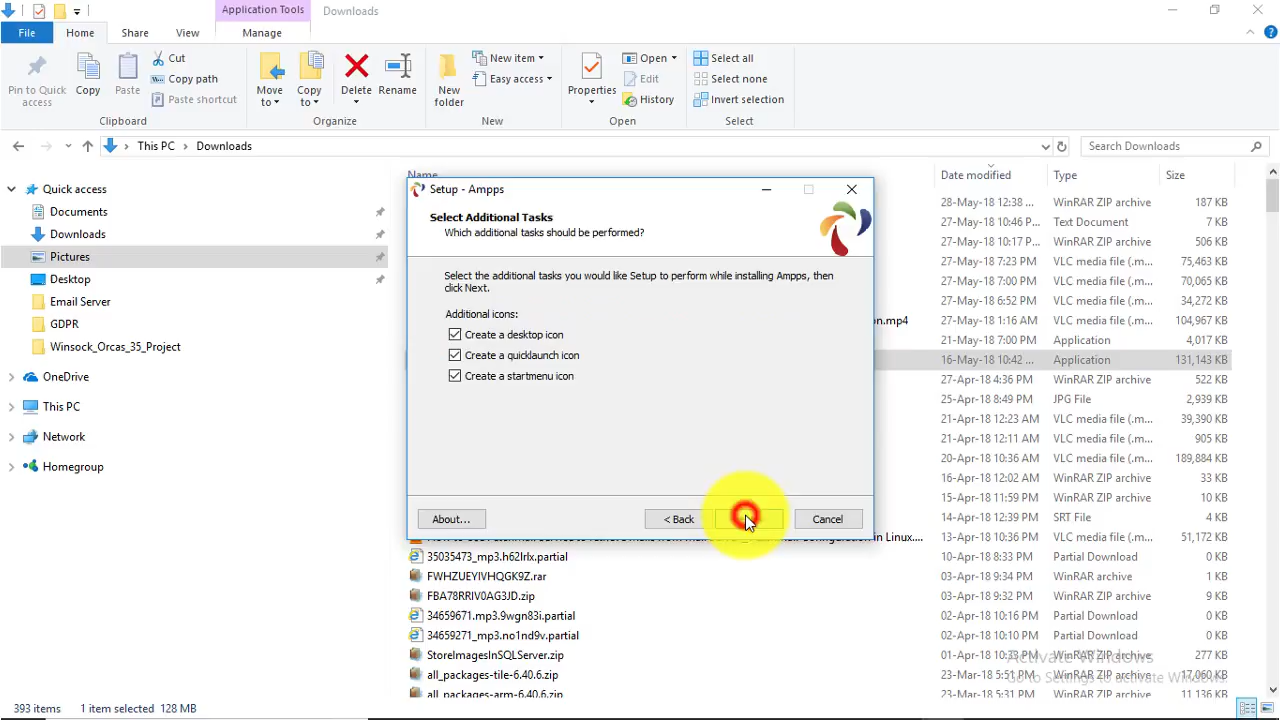 Application Tools
Downloads
File
Home
Share
View
Manage
Pin to Quick access
Copy
Paste
Cut
Copy path
Paste shortcut
Clipboard
Move to
Copy to
Delete
Rename
Organize
New folder
New item
Easy access
New
Properties
Open
Edit
History
Open
Select all
Select none
Invert selection
Select
This PC
Downloads
Search Downloads
Quick access
Documents
Downloads
Pictures
Desktop
Email Server
GDPR
Winsock_Orcas_35_Project
OneDrive
This PC
Network
Homegroup
Name
Date modified
Type
Size
28-May-18 12:38 ... WinRAR ZIP archive 187 KB
27-May-18 10:46 P... Text Document 7 KB
27-May-18 10:17 P... WinRAR ZIP archive 506 KB
27-May-18 7:23 PM VLC media file (.m... 75,463 KB
27-May-18 7:00 PM VLC media file (.m... 70,065 KB
27-May-18 6:52 PM VLC media file (.m... 34,272 KB
on.mp4 27-May-18 1:16 AM VLC media file (.m... 104,967 KB
21-May-18 7:00 PM Application 4,017 KB
16-May-18 10:42 ... Application 131,143 KB
27-Apr-18 4:36 PM WinRAR ZIP archive 522 KB
25-Apr-18 8:49 PM JPG File 2,939 KB
21-Apr-18 12:23 AM VLC media file (.m... 39,390 KB
21-Apr-18 12:11 AM VLC media file (.m... 905 KB
20-Apr-18 10:36 AM VLC media file (.m... 189,884 KB
16-Apr-18 12:02 AM WinRAR ZIP archive 33 KB
15-Apr-18 11:59 PM WinRAR ZIP archive 10 KB
14-Apr-18 1:32 PM SRT File 2 KB
in Linux.... 13-Apr-18 10:36 PM VLC media file (.m... 51,172 KB
35035473_mp3.h62lrlx.partial 10-Apr-18 8:33 PM Partial Download 0 KB
FWHZUEYIVHQGK9Z.rar 03-Apr-18 9:34 PM WinRAR archive 1 KB
FBA78RRIV0AG3JD.zip 03-Apr-18 9:32 PM WinRAR ZIP archive 9 KB
34659671.mp3.9wgn83i.partial 02-Apr-18 10:16 PM Partial Download 0 KB
34659271_mp3.no1nd9v.partial 02-Apr-18 10:10 PM Partial Download 0 KB
StoreImagesInSQLServer.zip 01-Apr-18 10:33 PM WinRAR ZIP archive 277 KB
all_packages-tile-6.40.6.zip 23-Mar-18 5:51 PM WinRAR ZIP archive 17,060 KB
all_packages-arm-6.40.6.zip 23-Mar-18 5:31 PM WinRAR ZIP archive 11,136 KB
Setup - Ampps
Select Additional Tasks
Which additional tasks should be performed?
Select the additional tasks you would like Setup to perform while installing Ampps, then
click Next.
Additional icons:
Create a desktop icon
Create a quicklaunch icon
Create a startmenu icon
About...
< Back
Cancel
Activate Windows
Go to Settings to activate Windows.
393 items
1 item selected 128 MB